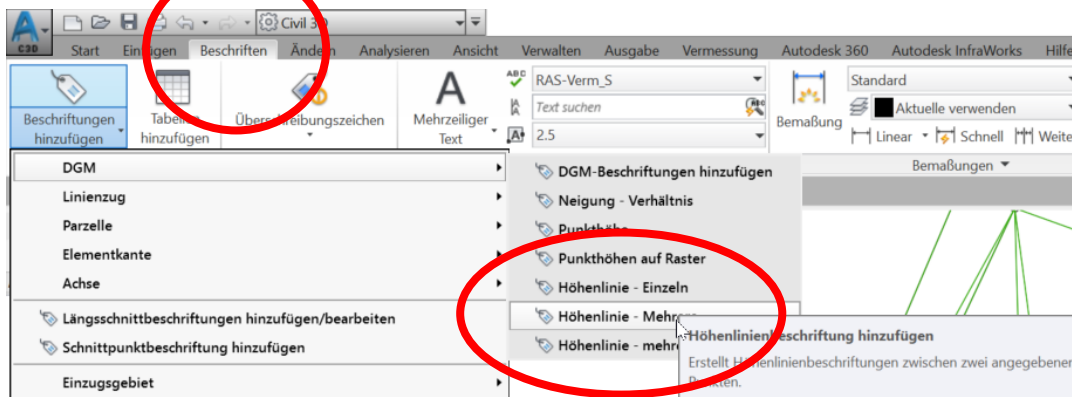 Civil 3D
C3D
Start Einfügen Beschriften Ändern Analysieren Ansicht Verwalten Ausgabe Vermessung Autodesk 360 Autodesk InfraWorks Hilfe
Beschriftungen hinzufügen
Tabellen hinzufügen
Überschreibungszeichen
A
Mehrzeiliger Text
ABC
RAS-Verm_S
Text suchen
2.5
Bemaßung
Standard
Aktuelle verwenden
Linear Schnell
Bemaßungen
DGM
Linienzug
Parzelle
Elementkante
Achse
Längsschnittbeschriftungen hinzufügen/bearbeiten
Schnittpunktbeschriftung hinzufügen
Einzugsgebiet
DGM-Beschriftungen hinzufügen
Neigung - Verhältnis
Punkthöhe
Punkthöhen auf Raster
Höhenlinie - Einzeln
Höhenlinie -
Höhenlinie -
Höhenlinienbeschriftung hinzufügen
Erstellt Höhenlinienbeschriftungen zwischen zwei angegebenen
Punkten.